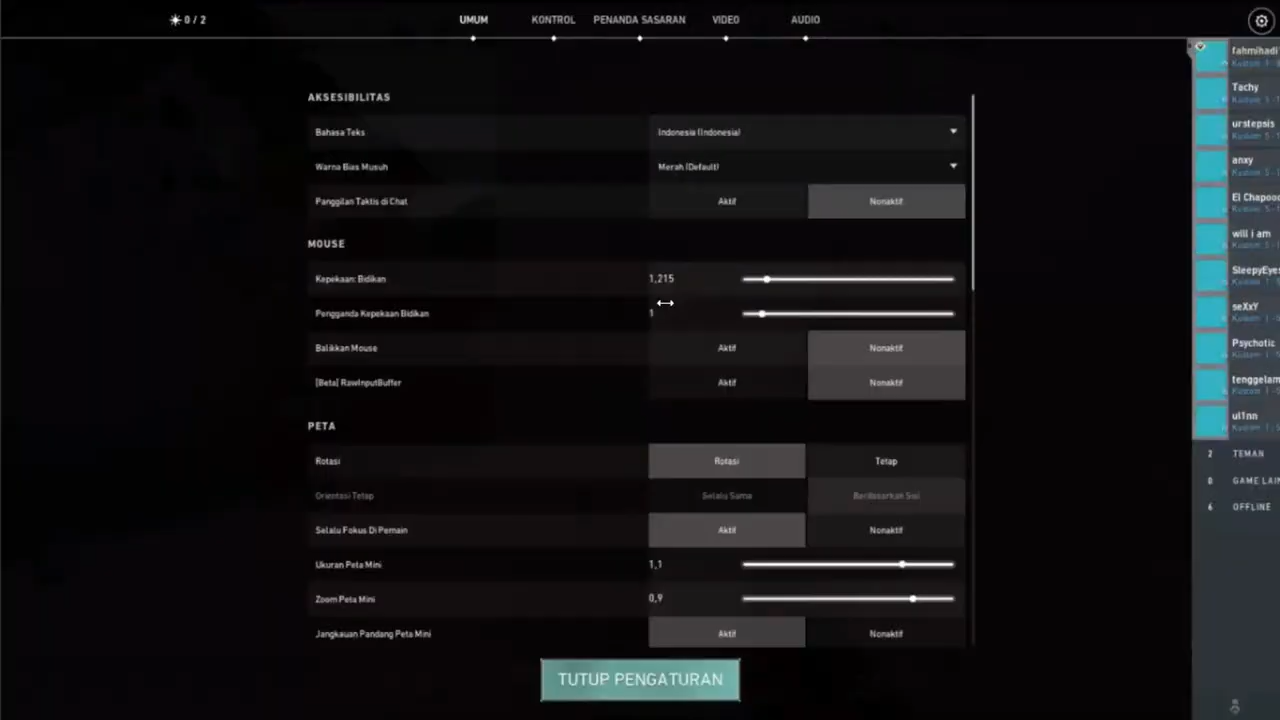 0 / 2
UMUM KONTROL PENANDA SASARAN VIDEO AUDIO
AKSESIBILITAS
Bahasa Teks Indonesia (Indonesia)
Warna Bias Musuh Merah (Default)
Panggilan Taktis di Chat Aktif Nonaktif
MOUSE
Kepekaan: Bidikan 1,215
Pengganda Kepekaan Bidikan 1
Balikkan Mouse Aktif Nonaktif
[Beta] RawInputBuffer Aktif Nonaktif
PETA
Rotasi Rotasi Tetap
Orientasi Tetap Selalu Sama Berdasarkan Sisi
Selalu Fokus Di Pemain Aktif Nonaktif
Ukuran Peta Mini 1,1
Zoom Peta Mini 0,9
Jangkauan Pandang Peta Mini Aktif Nonaktif
TUTUP PENGATURAN
fahmihadi
Tachy
urstepsis
anxy
El Chapoo
will i am
SleepyEyes
seXxY
Psychotic
tenggelam
ul1nn
2 TEMAN
0 GAME LAIN
6 OFFLINE